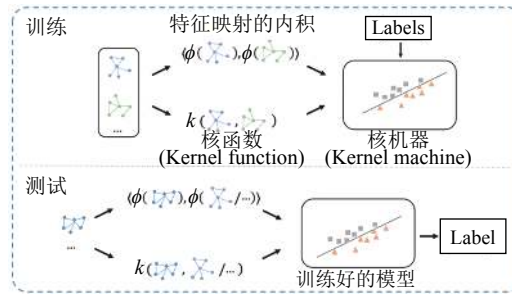 训练
特征映射的内积
Labels
⟨ϕ( ),ϕ( )⟩
k( , )
...
核函数
(Kernel function)
核机器
(Kernel machine)
测试
⟨ϕ( ),ϕ( /...)⟩
...
k( , /...)
Label
训练好的模型